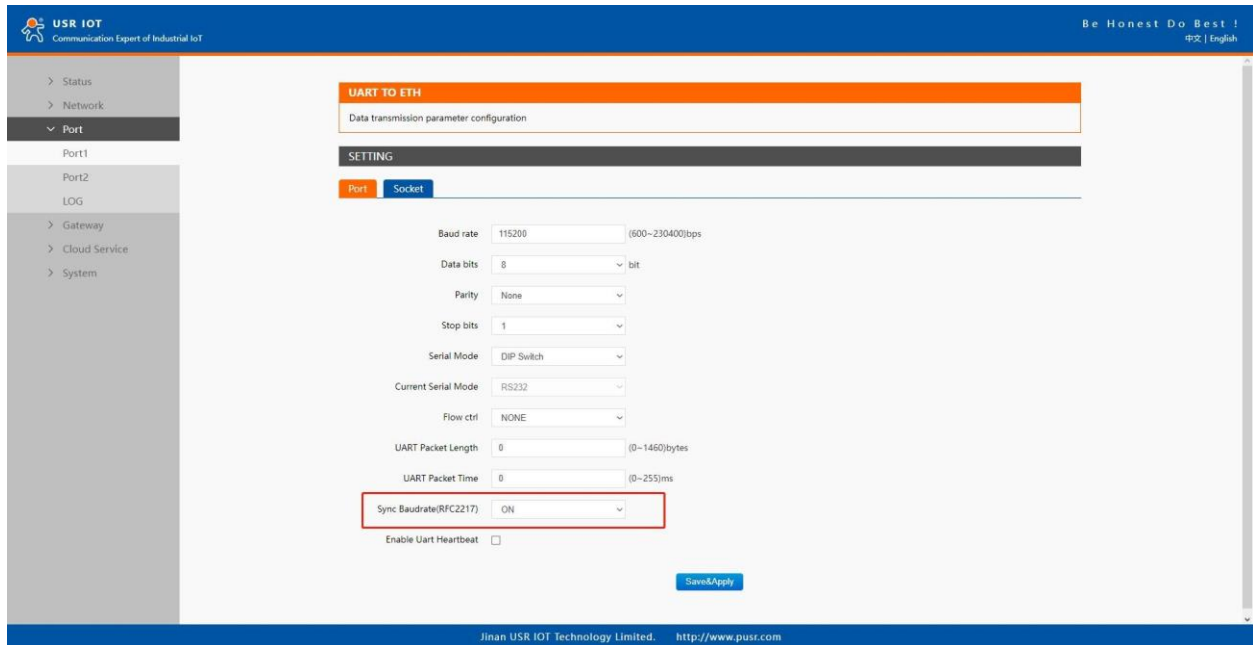 USR IOT
Communication Expert of Industrial IoT
Be Honest Do Best !
中文 | English
Status
Network
Port
Port1
Port2
LOG
Gateway
Cloud Service
System
UART TO ETH
Data transmission parameter configuration
SETTING
Port Socket
Baud rate 115200 (600~230400)bps
Data bits 8 bit
Parity None
Stop bits 1
Serial Mode DIP Switch
Current Serial Mode RS232
Flow ctrl NONE
UART Packet Length 0 (0~1460)bytes
UART Packet Time 0 (0~255)ms
Sync Baudrate(RFC2217) ON
Enable Uart Heartbeat
Save&Apply
Jinan USR IOT Technology Limited. http://www.pusr.com